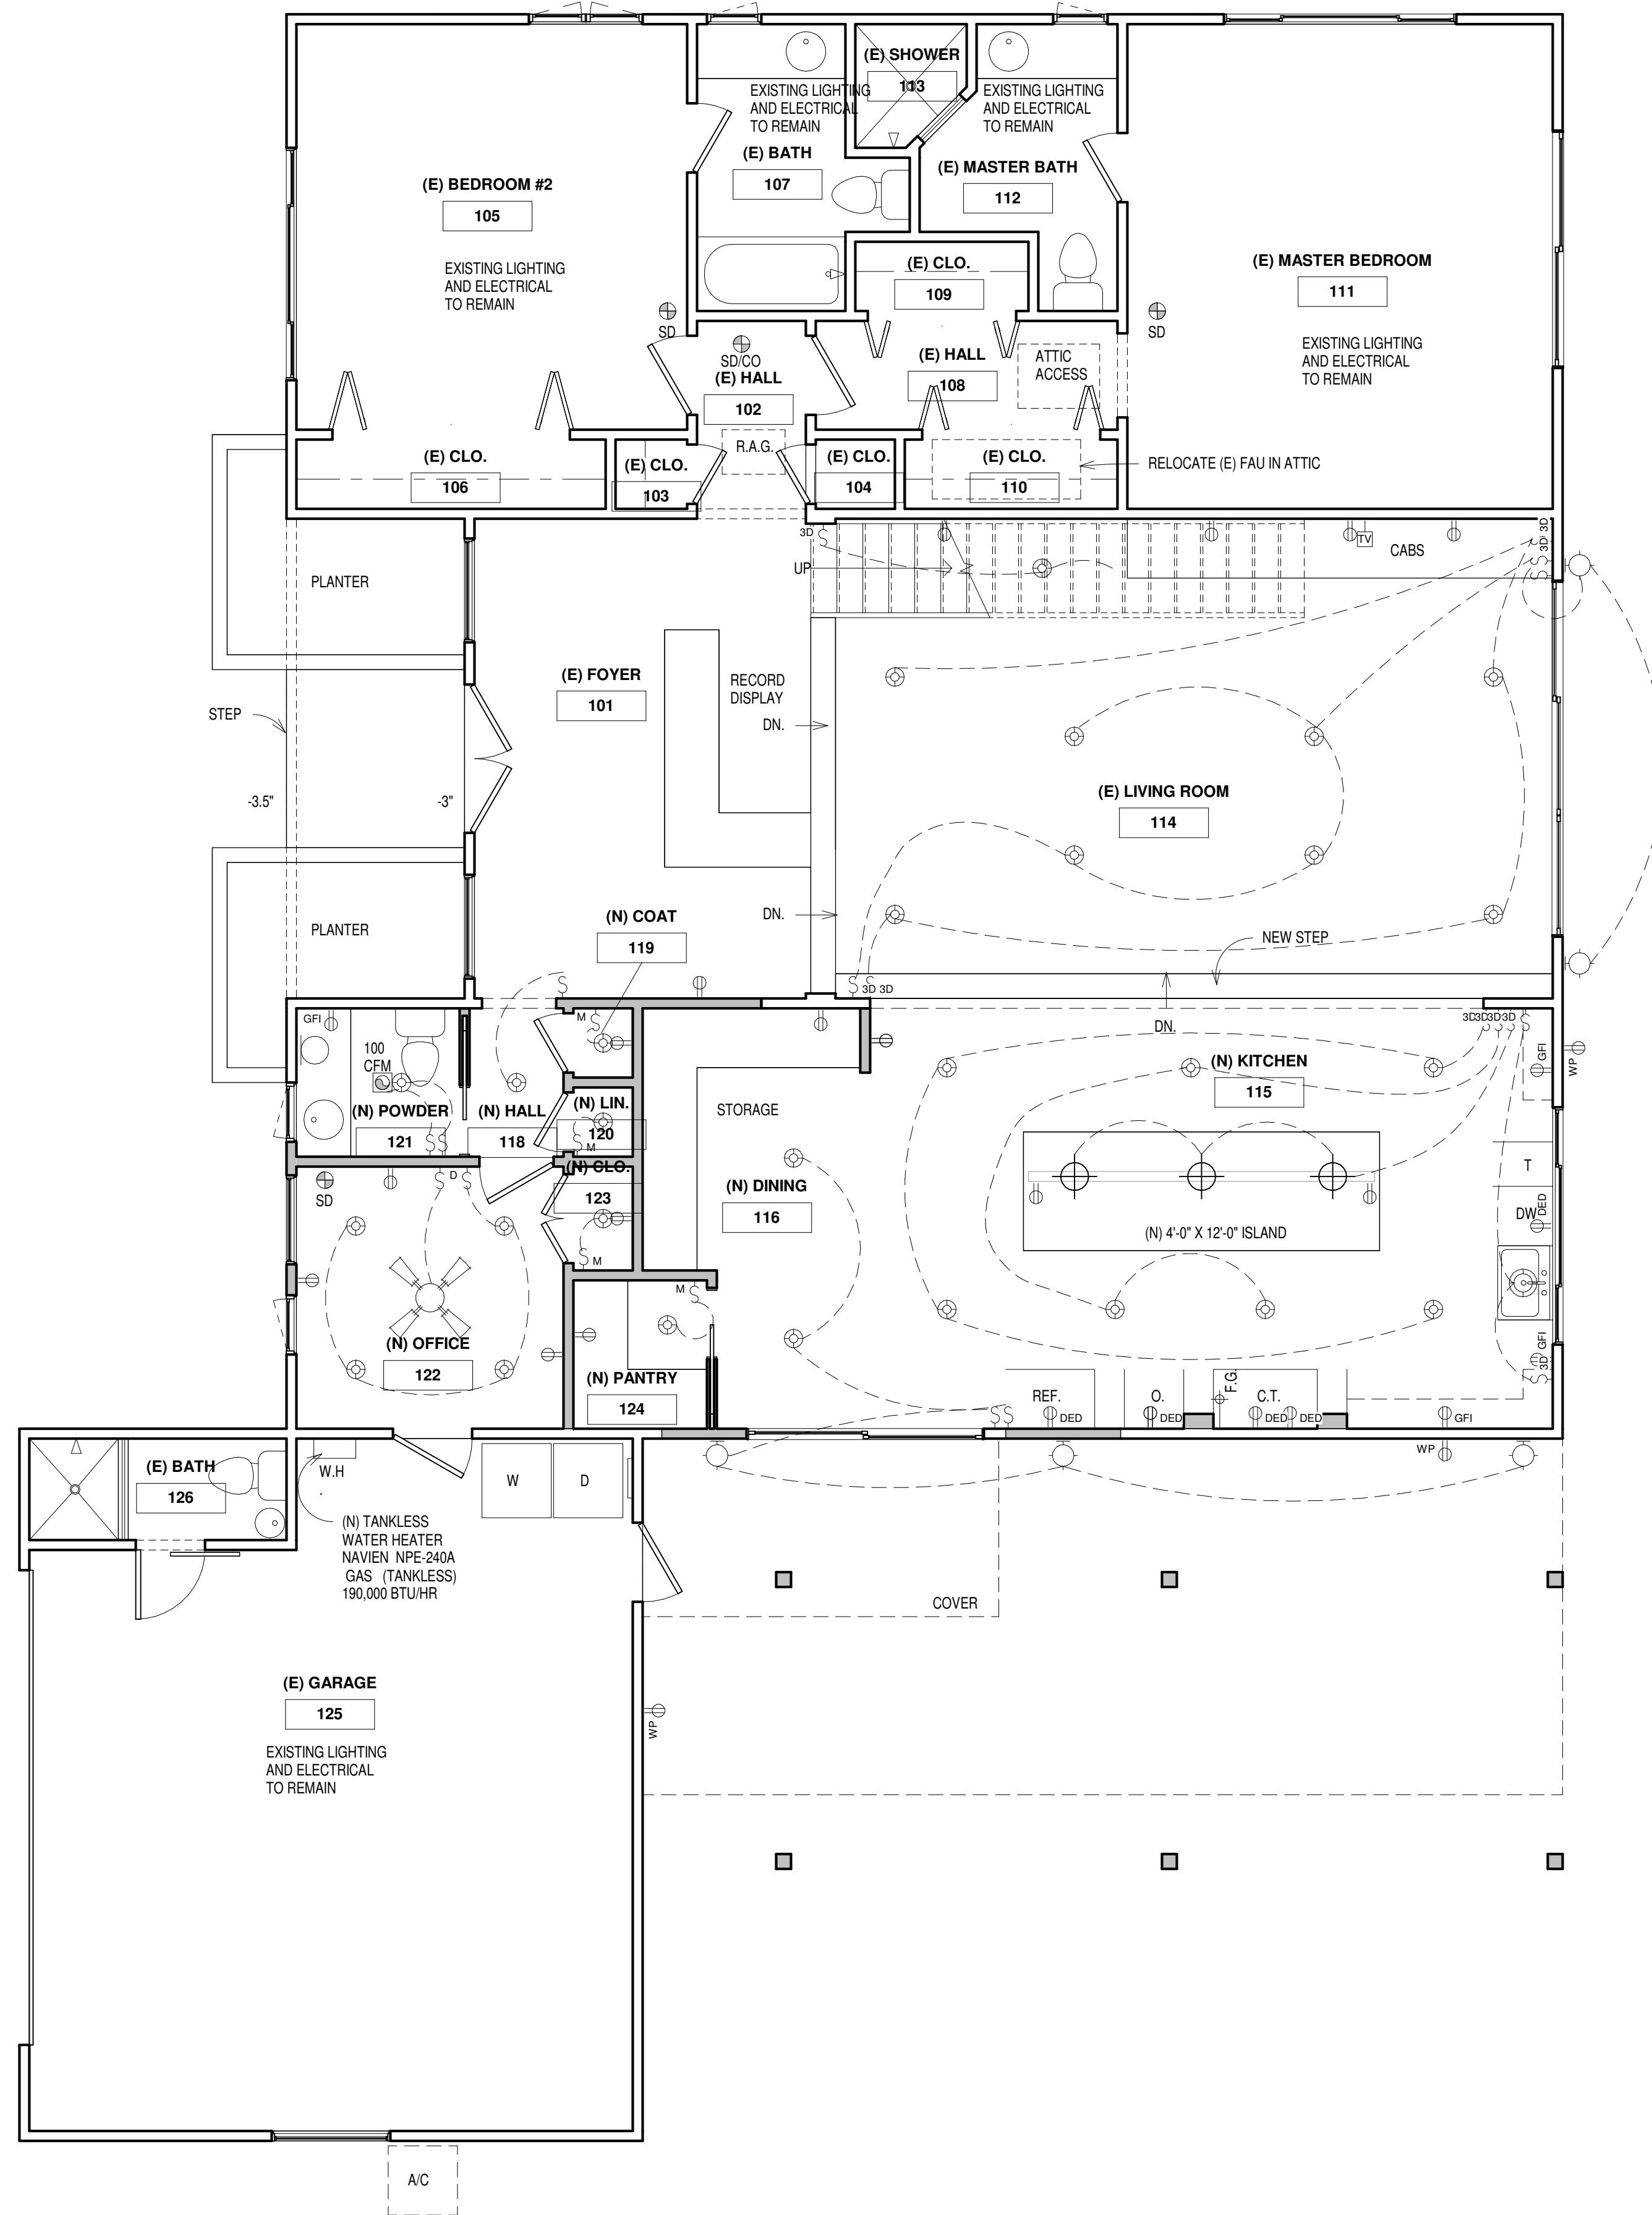 (E) SHOWER
113
EXISTING LIGHTING
AND ELECTRICAL
TO REMAIN
EXISTING LIGHTING
AND ELECTRICAL
TO REMAIN
(E) BATH
107
(E) MASTER BATH
112
(E) BEDROOM #2
105
EXISTING LIGHTING
AND ELECTRICAL
TO REMAIN
SD
(E) CLO.
109
(E) MASTER BEDROOM
111
EXISTING LIGHTING
AND ELECTRICAL
TO REMAIN
SD
SD/CO
(E) HALL
102
(E) HALL
108
ATTIC
ACCESS
R.A.G.
(E) CLO.
106
(E) CLO.
103
(E) CLO.
104
(E) CLO.
110
RELOCATE (E) FAU IN ATTIC
3D
UP
TV
CABS
3D
3D
PLANTER
(E) FOYER
101
RECORD
DISPLAY
DN.
STEP
-3.5"
-3"
(E) LIVING ROOM
114
PLANTER
(N) COAT
119
DN.
NEW STEP
3D 3D
DN.
GFI
100
CFM
(N) POWDER
121
(N) HALL
118
M
(N) LIN.
120
M
(N) CLO.
123
M
STORAGE
(N) KITCHEN
115
3D3D3D3D
GFI
WP
SD
D
(N) DINING
116
(N) 4'-0" X 12'-0" ISLAND
T
DW
DED
(N) OFFICE
122
M
(N) PANTRY
124
GFI
3D
REF.
DED
O.
DED
F.G.
C.T.
DED
DED
GFI
WP
(E) BATH
126
W.H
W
D
(N) TANKLESS
WATER HEATER
NAVIEN NPE-240A
GAS (TANKLESS)
190,000 BTU/HR
COVER
(E) GARAGE
125
EXISTING LIGHTING
AND ELECTRICAL
TO REMAIN
WP
A/C